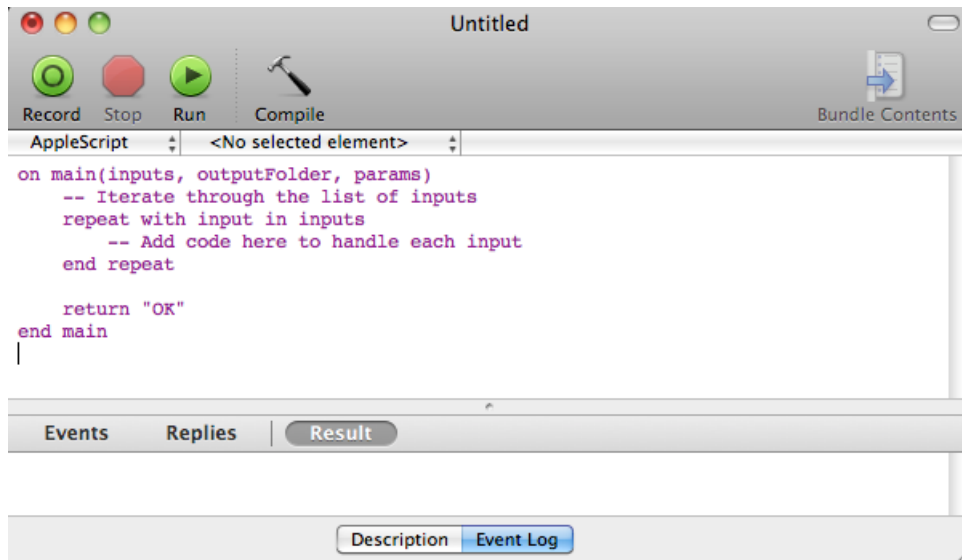 Untitled
Record Stop Run Compile Bundle Contents
AppleScript <No selected element>
on main(inputs, outputFolder, params)
-- Iterate through the list of inputs
repeat with input in inputs
-- Add code here to handle each input
end repeat
return "OK"
end main
Events Replies Result
Description Event Log